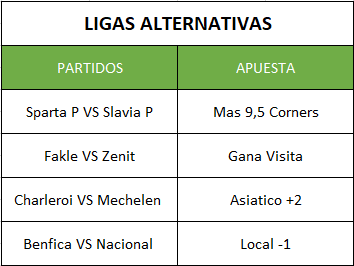 LIGAS ALTERNATIVAS
PARTIDOS APUESTA
Sparta P VS Slavia P Mas 9,5 Corners
Fakle VS Zenit Gana Visita
Charleroi VS Mechelen Asiatico +2
Benfica VS Nacional Local -1